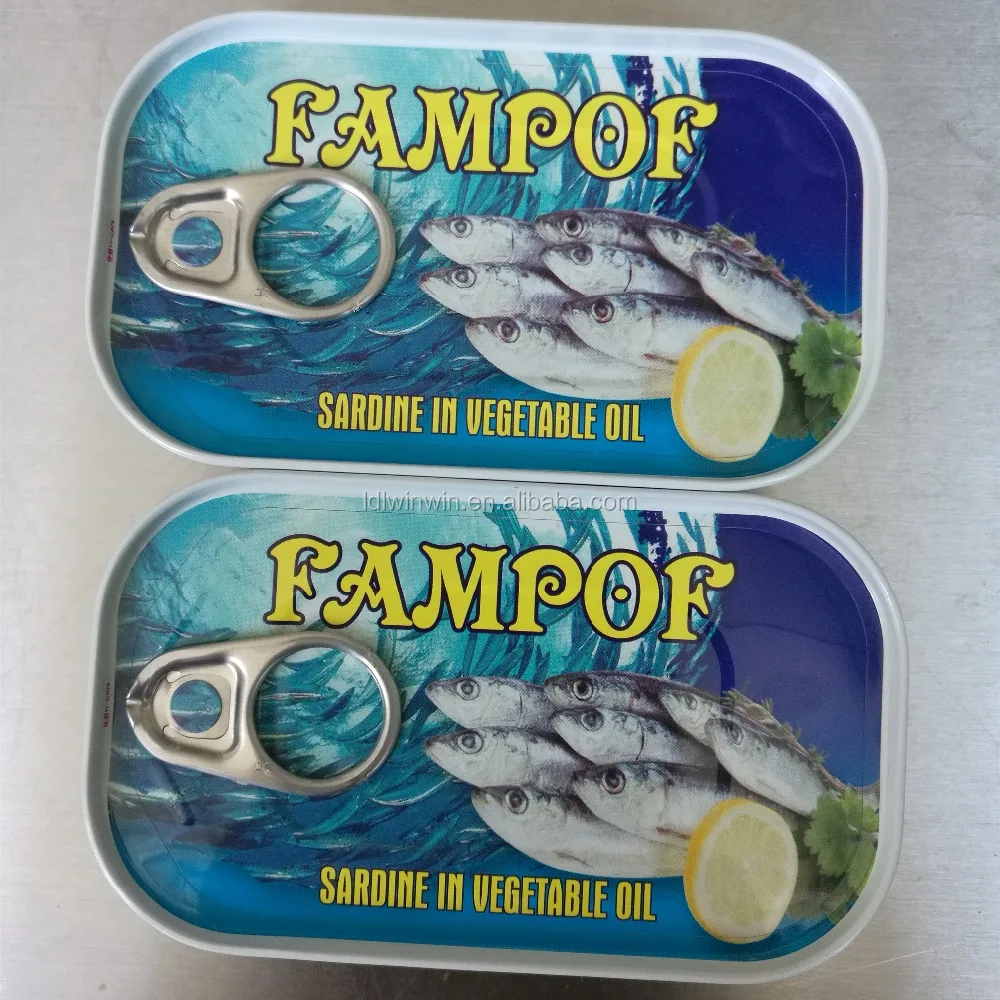 FAMPOF
SARDINE IN VEGETABLE OIL
ldlwinwin.en.alibaba.com
FAMPOF
SARDINE IN VEGETABLE OIL